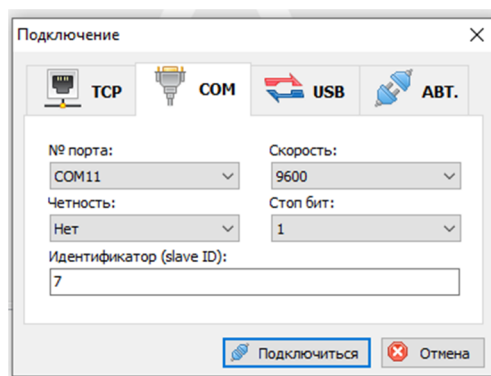 Подключение
TCP COM USB АВТ.
№ порта: Скорость:
COM11 9600
Четность: Стоп бит:
Нет 1
Идентификатор (slave ID):
7
Подключиться Отмена